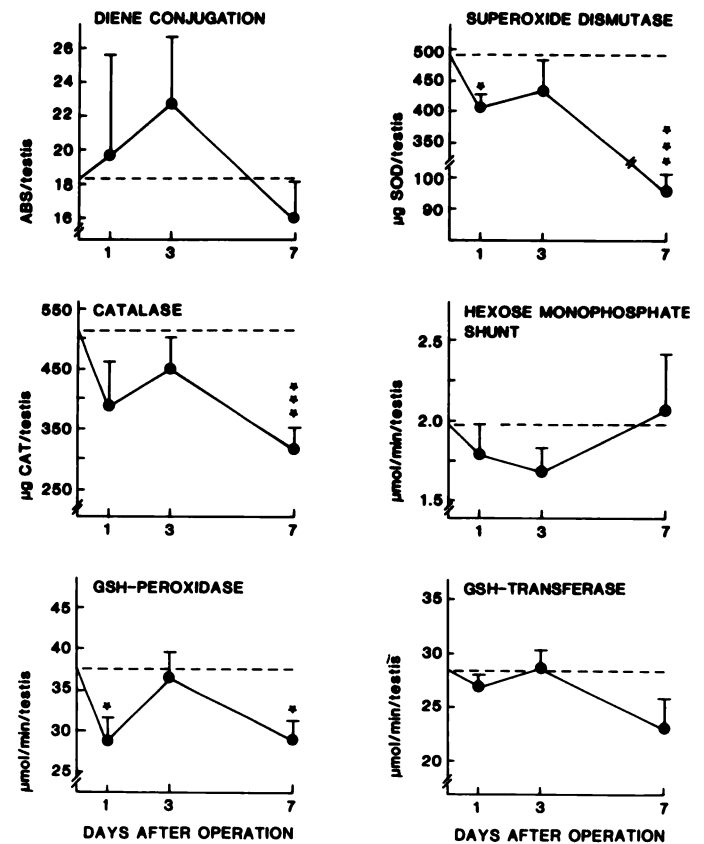 DIENE CONJUGATION
26
24
22
20
18
16
ABS/testis
1 3 7
SUPEROXIDE DISMUTASE
500
450
400
350
100
90
µg SOD/testis
1 3 7
CATALASE
550
450
350
250
µg CAT/testis
1 3 7
HEXOSE MONOPHOSPHATE
SHUNT
2.5
2.0
1.5
µmol/min/testis
1 3 7
GSH-PEROXIDASE
45
40
35
30
25
µmol/min/testis
1 3 7
DAYS AFTER OPERATION
GSH-TRANSFERASE
35
30
25
20
µmol/min/testis
1 3 7
DAYS AFTER OPERATION